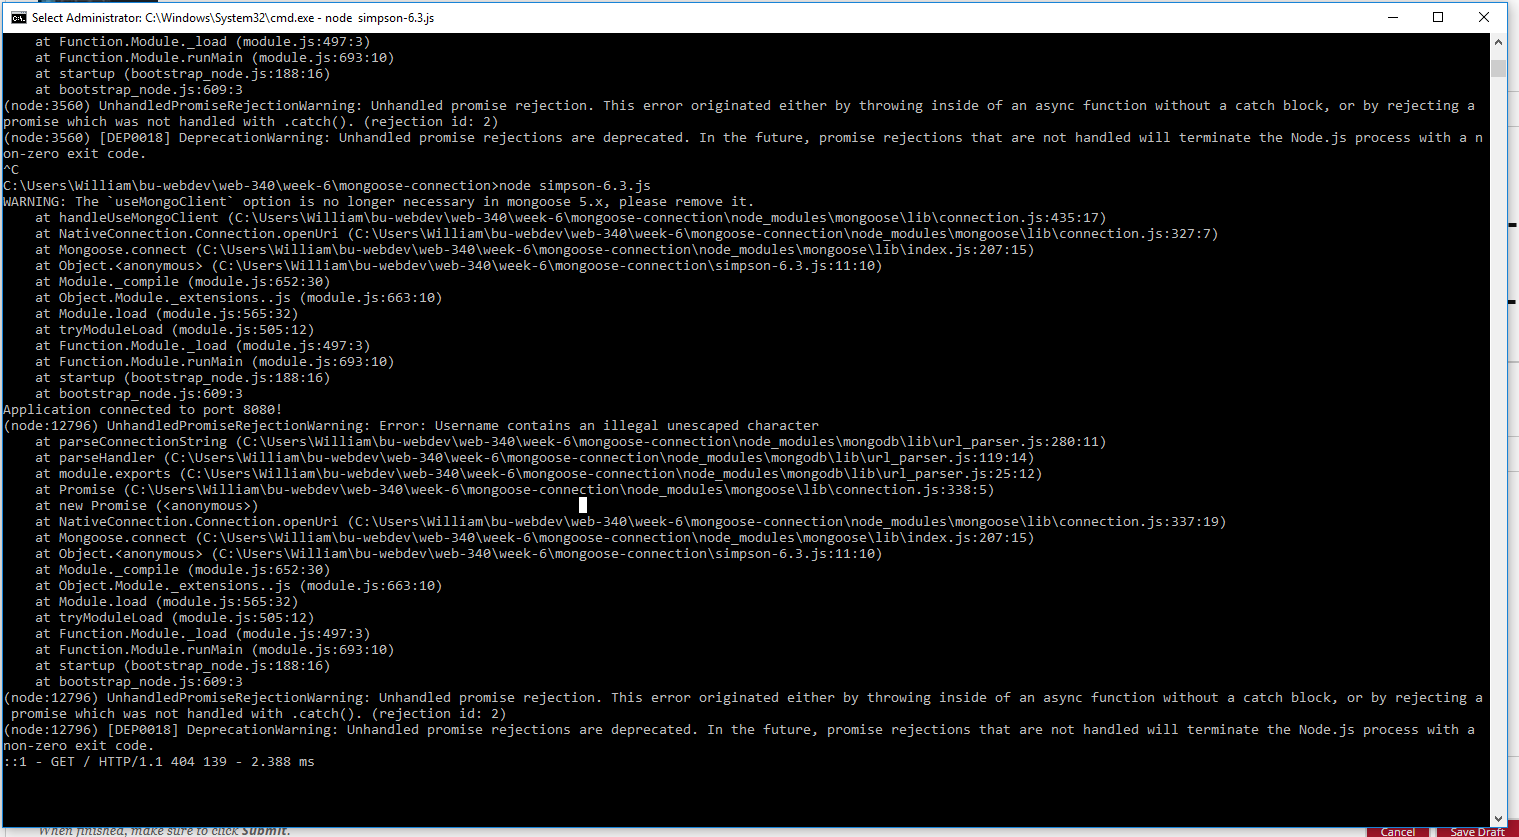 Select Administrator: C:\Windows\System32\cmd.exe - node  simpson-6.3.js
    at Function.Module._load (module.js:497:3)
    at Function.Module.runMain (module.js:693:10)
    at startup (bootstrap_node.js:188:16)
    at bootstrap_node.js:609:3
(node:3560) UnhandledPromiseRejectionWarning: Unhandled promise rejection. This error originated either by throwing inside of an async function without a catch block, or by rejecting a
promise which was not handled with .catch(). (rejection id: 2)
(node:3560) [DEP0018] DeprecationWarning: Unhandled promise rejections are deprecated. In the future, promise rejections that are not handled will terminate the Node.js process with a n
on-zero exit code.
^C
C:\Users\William\bu-webdev\web-340\week-6\mongoose-connection>node simpson-6.3.js
WARNING: The `useMongoClient` option is no longer necessary in mongoose 5.x, please remove it.
    at handleUseMongoClient (C:\Users\William\bu-webdev\web-340\week-6\mongoose-connection\node_modules\mongoose\lib\connection.js:435:17)
    at NativeConnection.Connection.openUri (C:\Users\William\bu-webdev\web-340\week-6\mongoose-connection\node_modules\mongoose\lib\connection.js:327:7)
    at Mongoose.connect (C:\Users\William\bu-webdev\web-340\week-6\mongoose-connection\node_modules\mongoose\lib\index.js:207:15)
    at Object.<anonymous> (C:\Users\William\bu-webdev\web-340\week-6\mongoose-connection\simpson-6.3.js:11:10)
    at Module._compile (module.js:652:30)
    at Object.Module._extensions..js (module.js:663:10)
    at Module.load (module.js:565:32)
    at tryModuleLoad (module.js:505:12)
    at Function.Module._load (module.js:497:3)
    at Function.Module.runMain (module.js:693:10)
    at startup (bootstrap_node.js:188:16)
    at bootstrap_node.js:609:3
Application connected to port 8080!
(node:12796) UnhandledPromiseRejectionWarning: Error: Username contains an illegal unescaped character
    at parseConnectionString (C:\Users\William\bu-webdev\web-340\week-6\mongoose-connection\node_modules\mongodb\lib\url_parser.js:280:11)
    at parseHandler (C:\Users\William\bu-webdev\web-340\week-6\mongoose-connection\node_modules\mongodb\lib\url_parser.js:119:14)
    at module.exports (C:\Users\William\bu-webdev\web-340\week-6\mongoose-connection\node_modules\mongodb\lib\url_parser.js:25:12)
    at Promise (C:\Users\William\bu-webdev\web-340\week-6\mongoose-connection\node_modules\mongoose\lib\connection.js:338:5)
    at new Promise (<anonymous>)
    at NativeConnection.Connection.openUri (C:\Users\William\bu-webdev\web-340\week-6\mongoose-connection\node_modules\mongoose\lib\connection.js:337:19)
    at Mongoose.connect (C:\Users\William\bu-webdev\web-340\week-6\mongoose-connection\node_modules\mongoose\lib\index.js:207:15)
    at Object.<anonymous> (C:\Users\William\bu-webdev\web-340\week-6\mongoose-connection\simpson-6.3.js:11:10)
    at Module._compile (module.js:652:30)
    at Object.Module._extensions..js (module.js:663:10)
    at Module.load (module.js:565:32)
    at tryModuleLoad (module.js:505:12)
    at Function.Module._load (module.js:497:3)
    at Function.Module.runMain (module.js:693:10)
    at startup (bootstrap_node.js:188:16)
    at bootstrap_node.js:609:3
(node:12796) UnhandledPromiseRejectionWarning: Unhandled promise rejection. This error originated either by throwing inside of an async function without a catch block, or by rejecting a
 promise which was not handled with .catch(). (rejection id: 2)
(node:12796) [DEP0018] DeprecationWarning: Unhandled promise rejections are deprecated. In the future, promise rejections that are not handled will terminate the Node.js process with a
non-zero exit code.
::1 - GET / HTTP/1.1 404 139 - 2.388 ms
When finished, make sure to click Submit.
Cancel
Save Draft